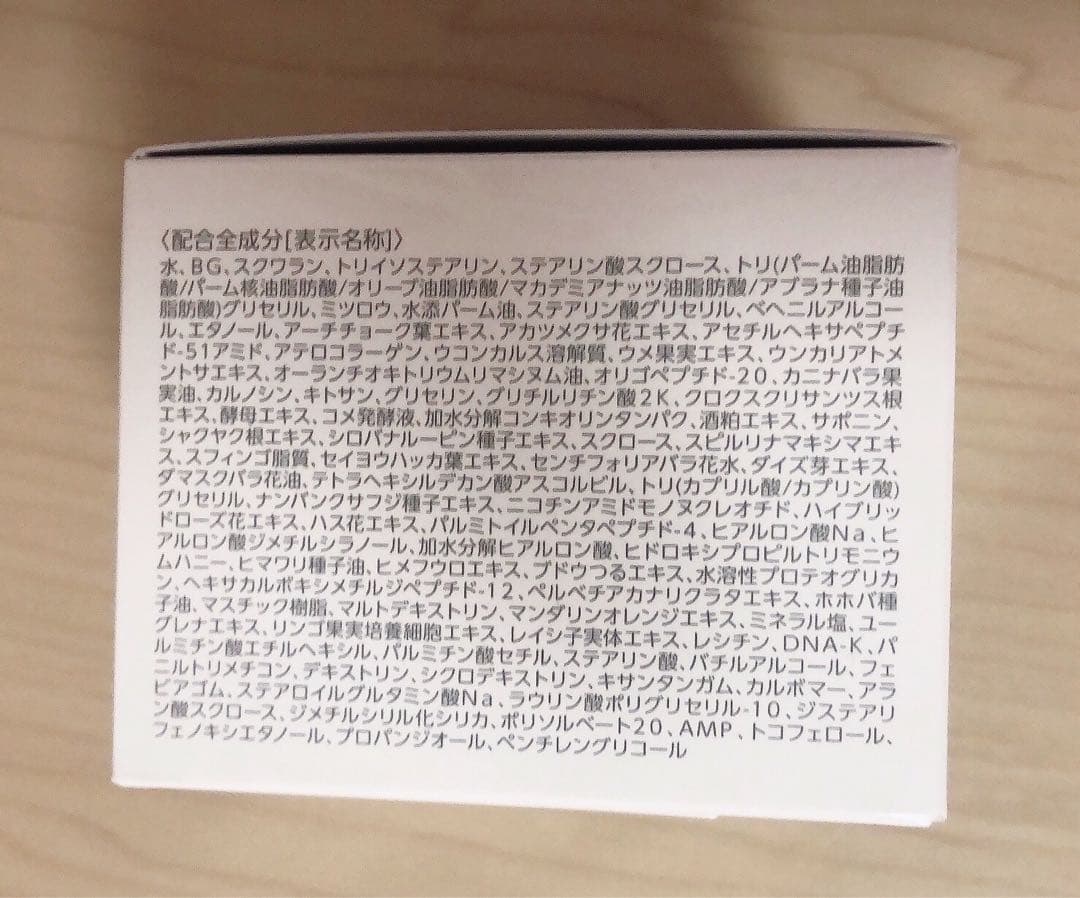 〈配合全成分[表示名称]〉
水、BG、スクワラン、トリイソステアリン、ステアリン酸スクロース、トリ(パーム油脂肪
酸/パーム核油脂肪酸/オリーブ油脂肪酸/マカデミアナッツ油脂肪酸/アブラナ種子油
脂肪酸)グリセリル、ミツロウ、水添パーム油、ステアリン酸グリセリル、ベヘニルアルコー
ル、エタノール、アーチチョーク葉エキス、アカツメクサ花エキス、アセチルヘキサペプチ
ド-51アミド、アテロコラーゲン、ウコンカルス溶解質、ウメ果実エキス、ウンカリアトメ
ントサエキス、オーランチオキトリウムリマシヌム油、オリゴペプチド-20、カニナバラ果
実油、カルノシン、キトサン、グリセリン、グリチルリチン酸2K、クロクスクリサンツス根
エキス、酵母エキス、コメ発酵液、加水分解コンキオリンタンパク、酒粕エキス、サポニン、
シャクヤク根エキス、シロバナルーピン種子エキス、スクロース、スピルリナマキシマエキ
ス、スフィンゴ脂質、セイヨウハッカ葉エキス、センチフォリアバラ花水、ダイズ芽エキス、
ダマスクバラ花油、テトラヘキシルデカン酸アスコルビル、トリ(カプリル酸/カプリン酸)
グリセリル、ナンバンクサフジ種子エキス、ニコチンアミドモノヌクレオチド、ハイブリッ
ドローズ花エキス、ハス花エキス、パルミトイルペンタペプチド-4、ヒアルロン酸Na、ヒ
アルロン酸ジメチルシラノール、加水分解ヒアルロン酸、ヒドロキシプロピルトリモニウ
ムハニー、ヒマワリ種子油、ヒメフウロエキス、ブドウつるエキス、水溶性プロテオグリカ
ン、ヘキサカルボキシメチルジペプチド-12、ペルベチアカナリクラタエキス、ホホバ種
子油、マスチック樹脂、マルトデキストリン、マンダリンオレンジエキス、ミネラル塩、ユー
グレナエキス、リンゴ果実培養細胞エキス、レイシ子実体エキス、レシチン、DNA-K、パ
ルミチン酸エチルヘキシル、パルミチン酸セチル、ステアリン酸、バチルアルコール、フェ
ニルトリメチコン、デキストリン、シクロデキストリン、キサンタンガム、カルボマー、アラ
ビアゴム、ステアロイルグルタミン酸Na、ラウリン酸ポリグリセリル-10、ジステアリ
ン酸スクロース、ジメチルシリル化シリカ、ポリソルベート20、AMP、トコフェロール、
フェノキシエタノール、プロパンジオール、ペンチレングリコール